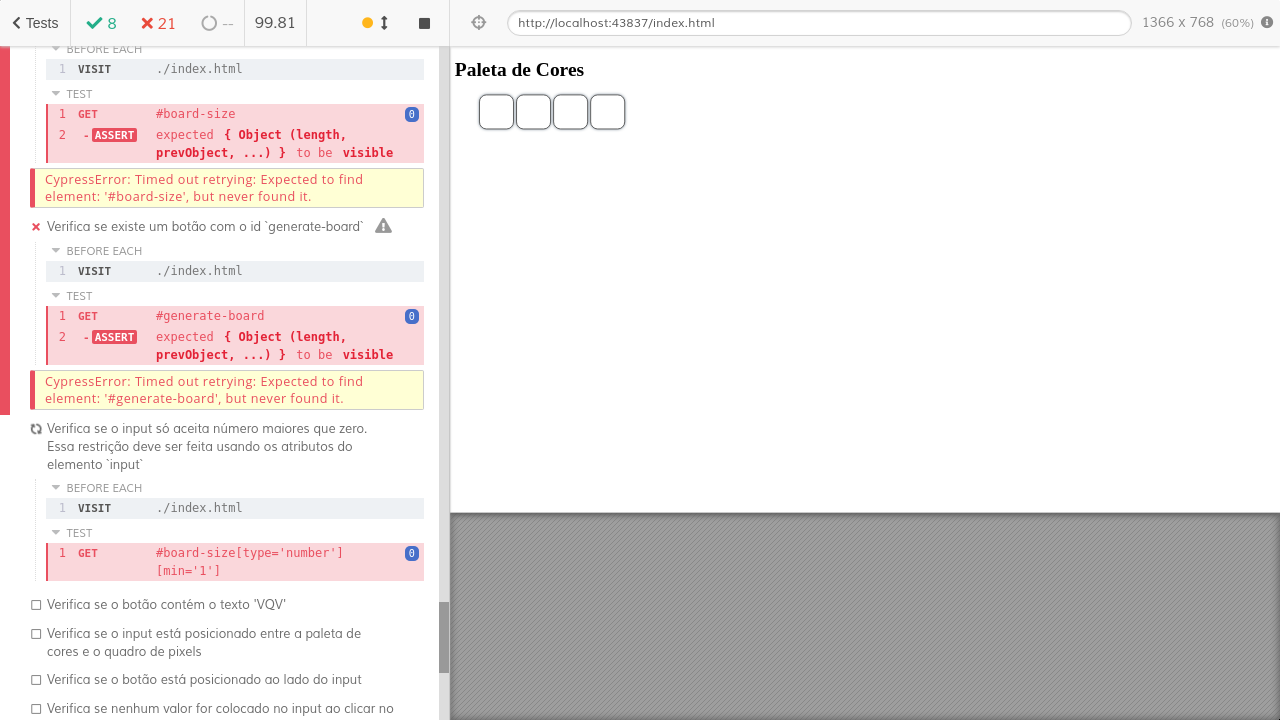 Tests 8 21 -- 99.81 http://localhost:43837/index.html 1366 x 768 (60%)
BEFORE EACH
1 VISIT ./index.html
TEST
1 GET #board-size 0
2 -ASSERT expected { Object (length,
prevObject, ...) } to be visible
CypressError: Timed out retrying: Expected to find
element: '#board-size', but never found it.
Verifica se existe um botão com o id `generate-board`
BEFORE EACH
1 VISIT ./index.html
TEST
1 GET #generate-board 0
2 -ASSERT expected { Object (length,
prevObject, ...) } to be visible
CypressError: Timed out retrying: Expected to find
element: '#generate-board', but never found it.
Verifica se o input só aceita número maiores que zero.
Essa restrição deve ser feita usando os atributos do
elemento `input`
BEFORE EACH
1 VISIT ./index.html
TEST
1 GET #board-size[type='number'] 0
[min='1']
Verifica se o botão contém o texto 'VQV'
Verifica se o input está posicionado entre a paleta de
cores e o quadro de pixels
Verifica se o botão está posicionado ao lado do input
Verifica se nenhum valor for colocado no input ao clicar no
Paleta de Cores